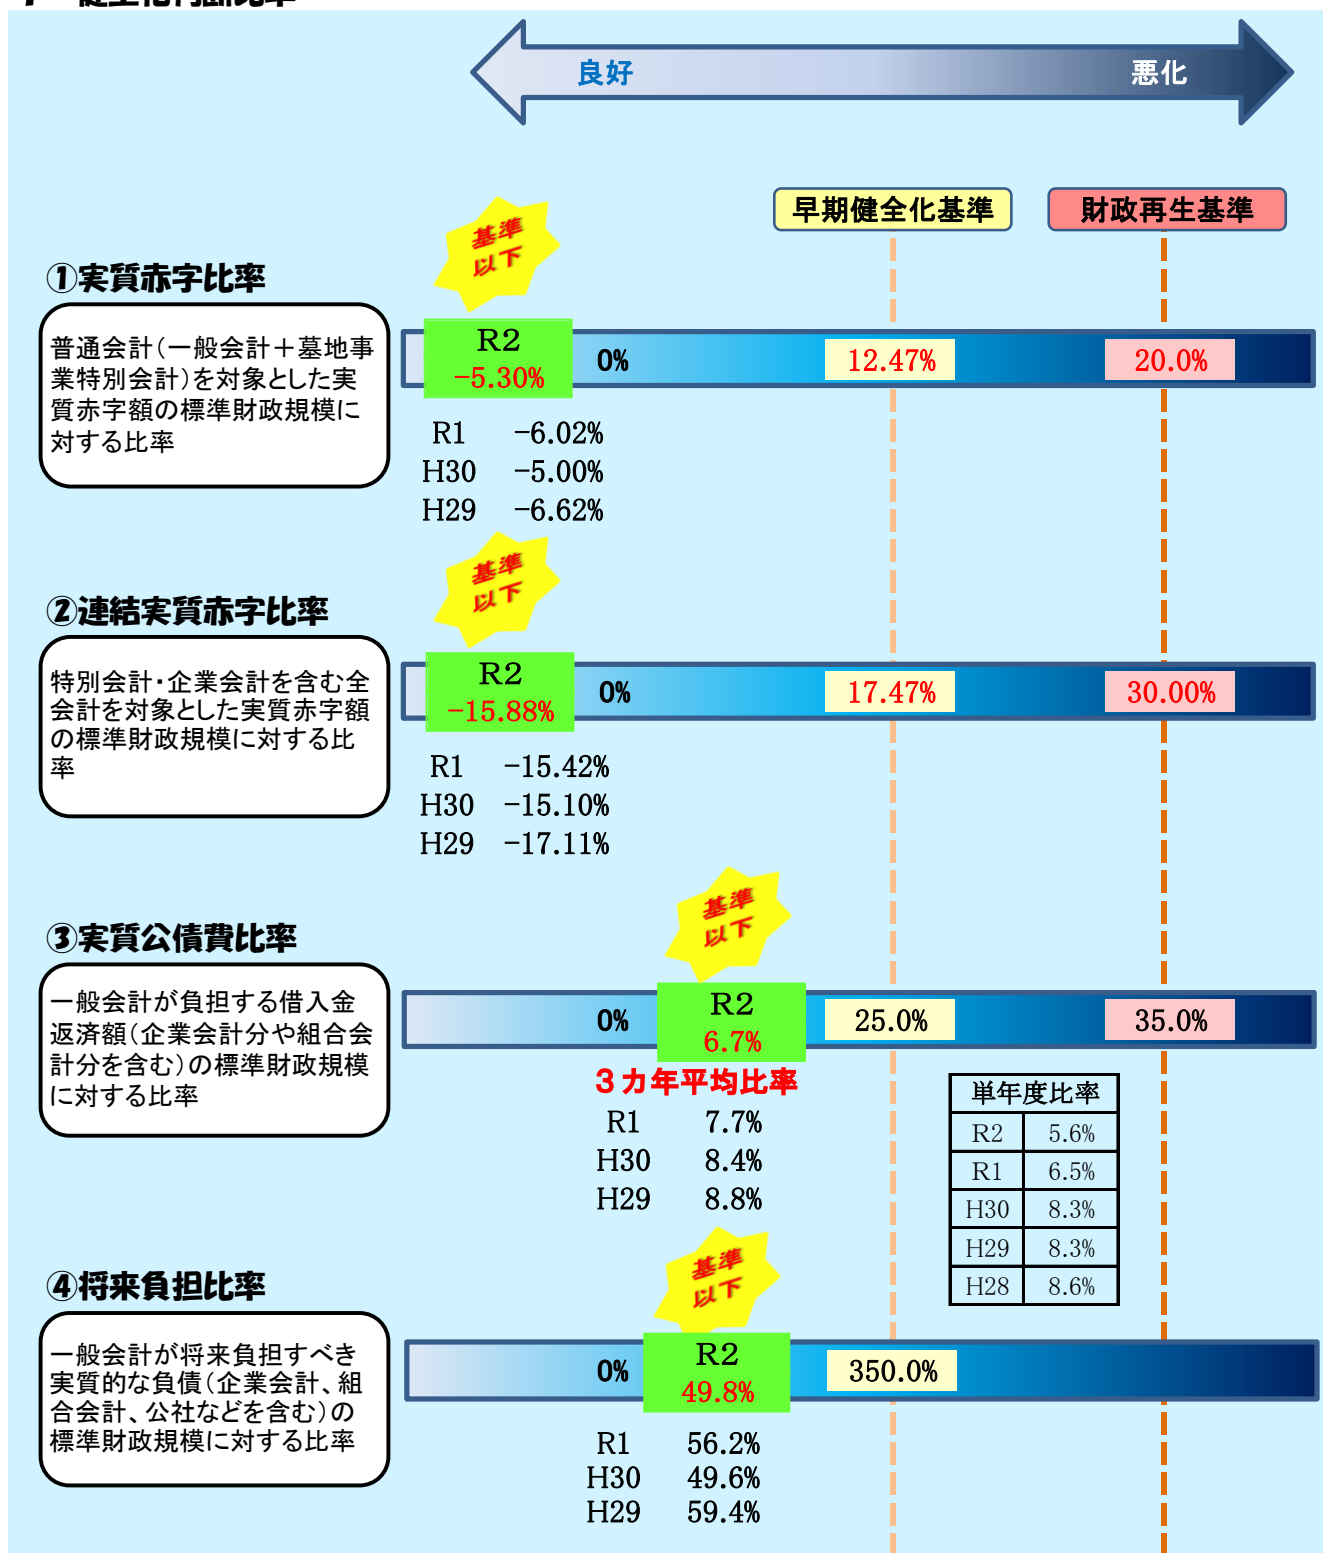 良好
悪化
早期健全化基準
財政再生基準
基準
以下
①実質赤字比率
普通会計（一般会計＋墓地事
業特別会計）を対象とした実
質赤字額の標準財政規模に
対する比率
R2
-5.30%
0%
12.47%
20.0%
R1 -6.02%
H30 -5.00%
H29 -6.62%
基準
以下
②連結実質赤字比率
特別会計・企業会計を含む全
会計を対象とした実質赤字額
の標準財政規模に対する比
率
R2
-15.88%
0%
17.47%
30.00%
R1 -15.42%
H30 -15.10%
H29 -17.11%
基準
以下
③実質公債費比率
一般会計が負担する借入金
返済額（企業会計分や組合会
計分を含む）の標準財政規模
に対する比率
0%
R2
6.7%
25.0%
35.0%
３カ年平均比率
R1 7.7%
H30 8.4%
H29 8.8%
単年度比率
R2 5.6%
R1 6.5%
H30 8.3%
H29 8.3%
H28 8.6%
基準
以下
④将来負担比率
一般会計が将来負担すべき
実質的な負債（企業会計、組
合会計、公社などを含む）の
標準財政規模に対する比率
0%
R2
49.8%
350.0%
R1 56.2%
H30 49.6%
H29 59.4%